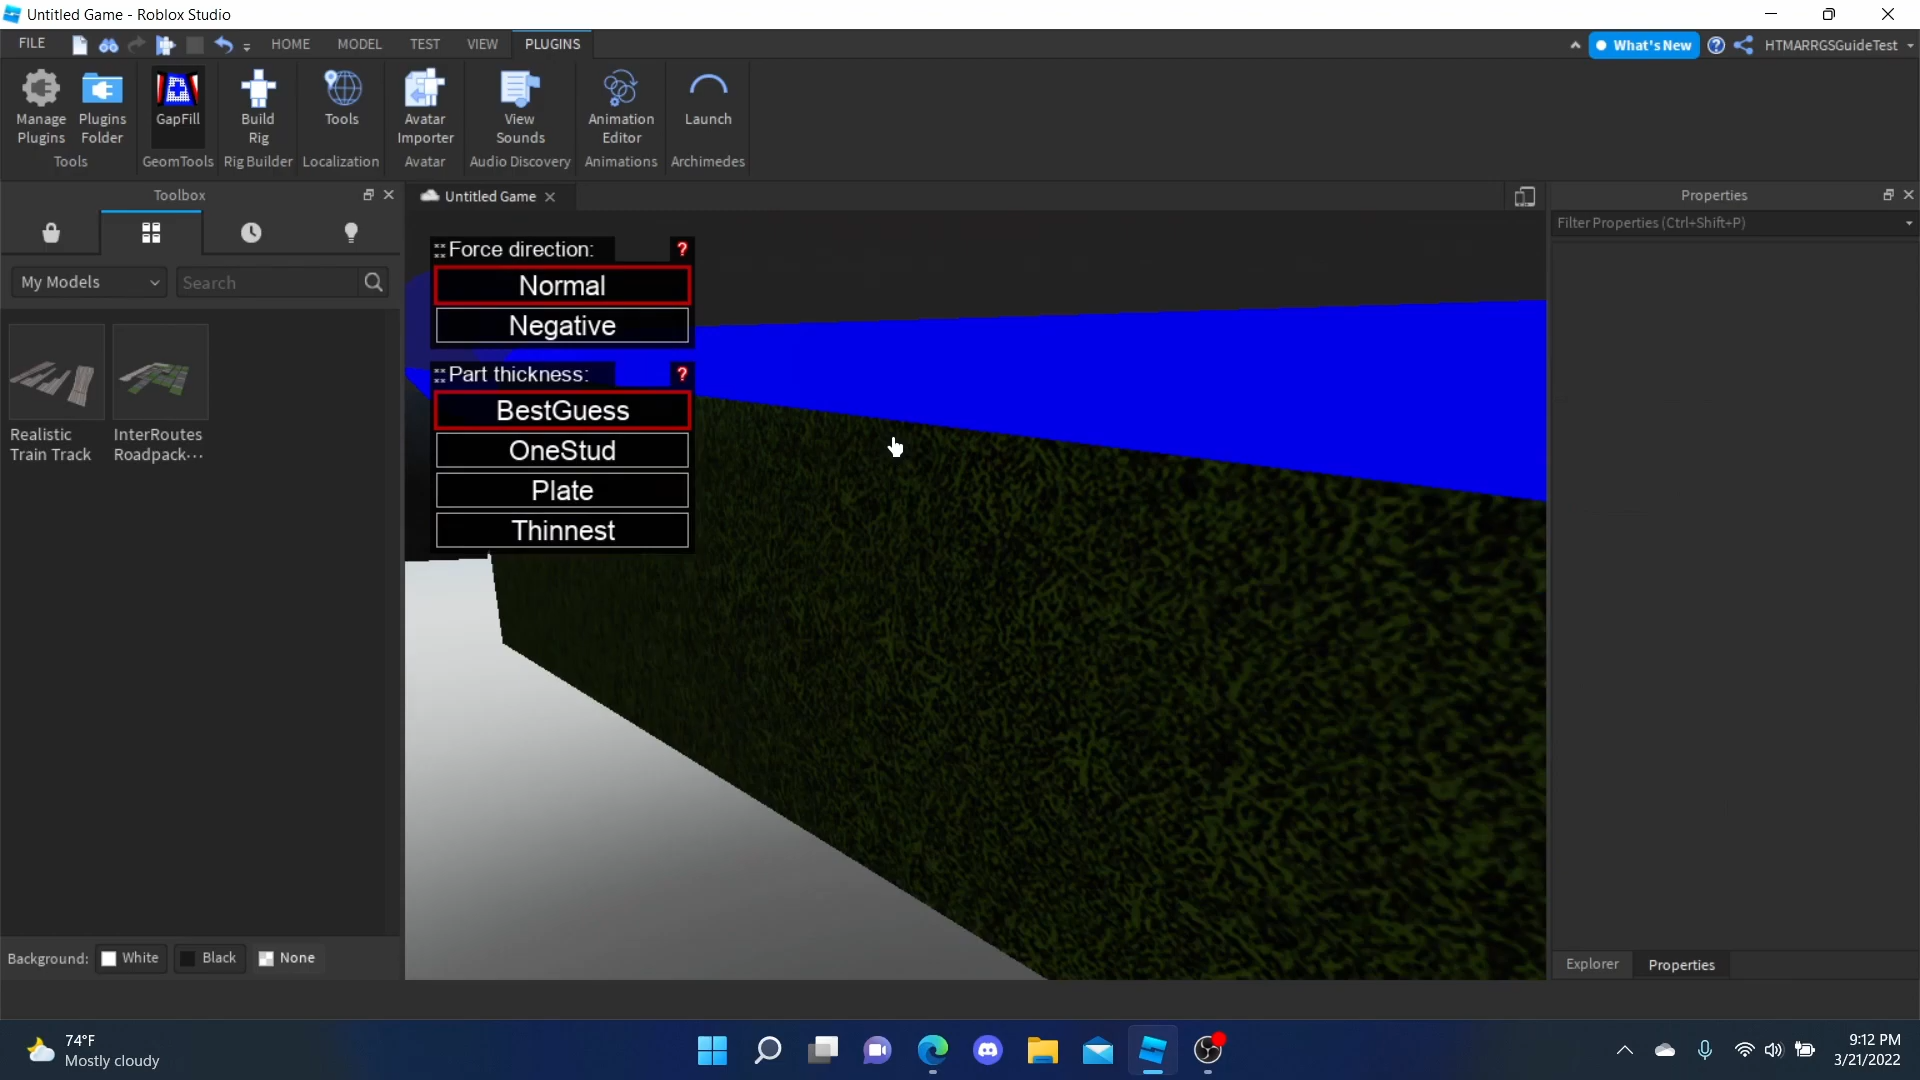 Untitled Game - Roblox Studio
FILE HOME MODEL TEST VIEW PLUGINS What's New HTMARRGSGuideTest
Manage Plugins
Plugins Folder
Tools
GapFill
GeomTools
Build Rig
Rig Builder
Tools
Localization
Avatar Importer
Avatar
View Sounds
Audio Discovery
Animation Editor
Animations
Launch
Archimedes
Toolbox
Untitled Game
Properties
Filter Properties (Ctrl+Shift+P)
My Models
Search
Realistic
Train Track
InterRoutes
Roadpack···
Force direction: ?
Normal
Negative
Part thickness: ?
BestGuess
OneStud
Plate
Thinnest
Background: White Black None
Explorer Properties
74°F
Mostly cloudy
9:12 PM
3/21/2022